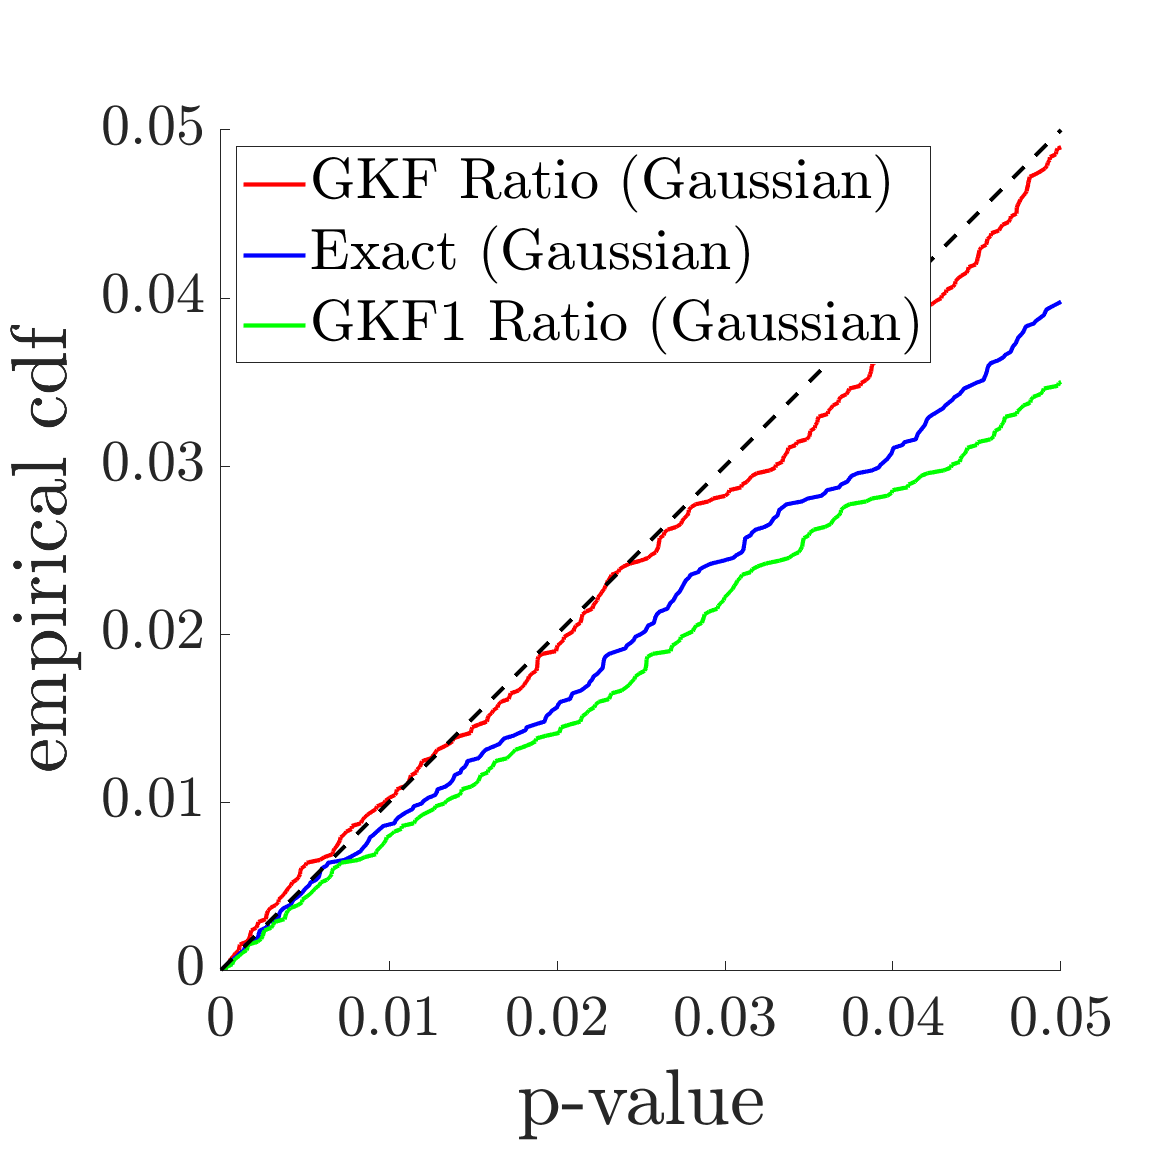 0.05
GKF Ratio (Gaussian)
Exact (Gaussian)
GKF1 Ratio (Gaussian)
0.04
0.03
0.02
0.01
0
empirical cdf
0 0.01 0.02 0.03 0.04 0.05
p-value